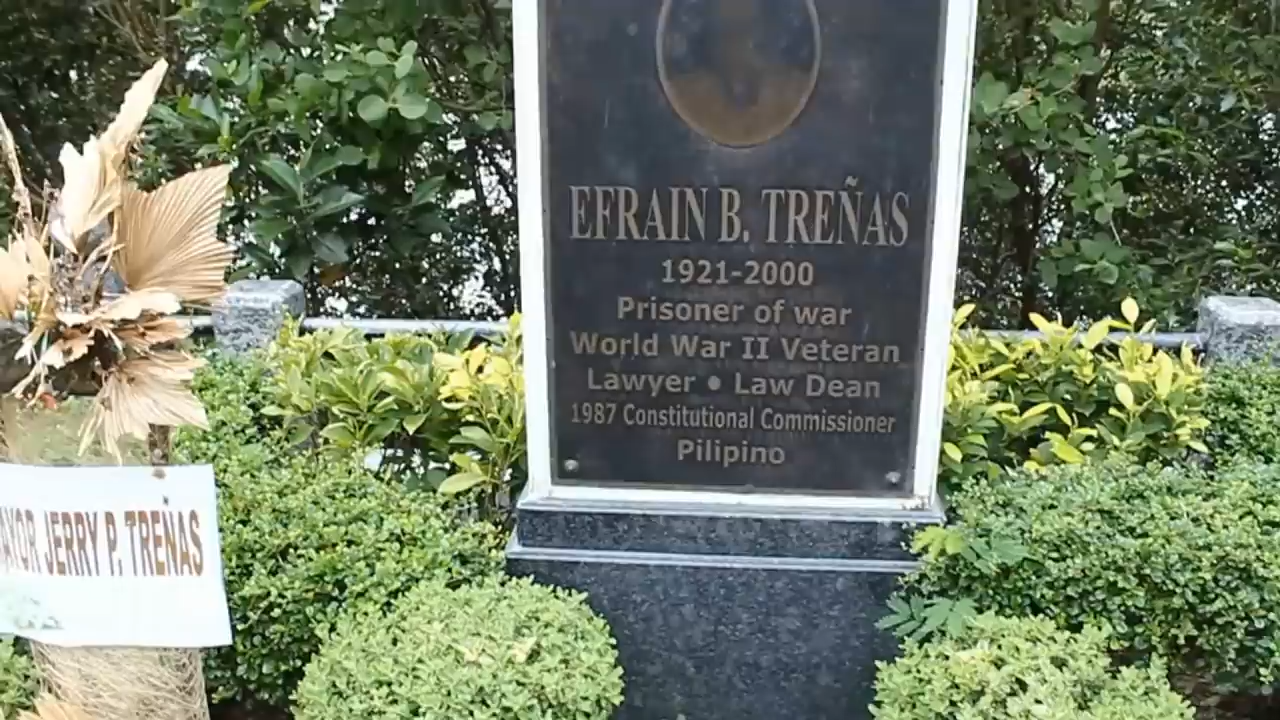 EFRAIN B. TREÑAS
1921-2000
Prisoner of war
World War II Veteran
Lawyer • Law Dean
1987 Constitutional Commissioner
Pilipino
JERRY P. TREÑAS